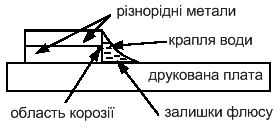 різнорідні метали
крапля води
друкована плата
область корозії
залишки флюсу